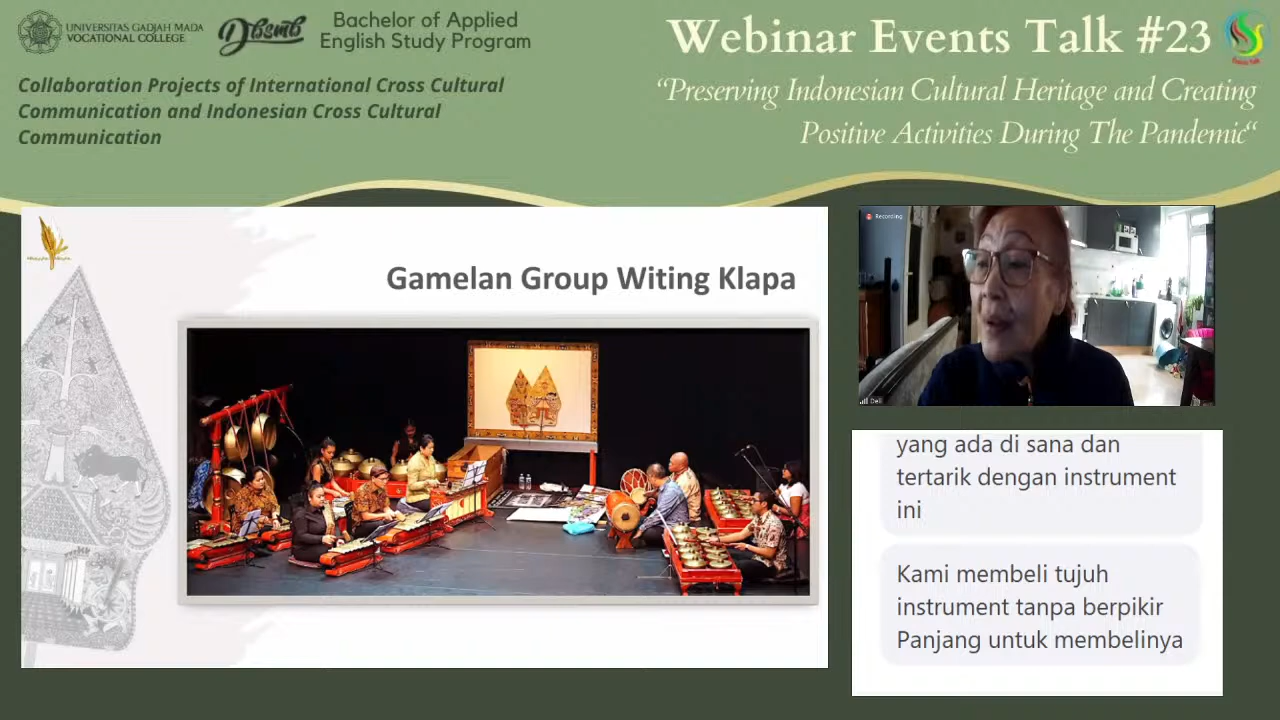 UNIVERSITAS GADJAH MADA
VOCATIONAL COLLEGE
Dbsmb
Bachelor of Applied
English Study Program
Collaboration Projects of International Cross Cultural
Communication and Indonesian Cross Cultural
Communication
Webinar Events Talk #23
“Preserving Indonesian Cultural Heritage and Creating
Positive Activities During The Pandemic“
Gamelan Group Witing Klapa
Recording
Deli
yang ada di sana dan
tertarik dengan instrument
ini
Kami membeli tujuh
instrument tanpa berpikir
Panjang untuk membelinya